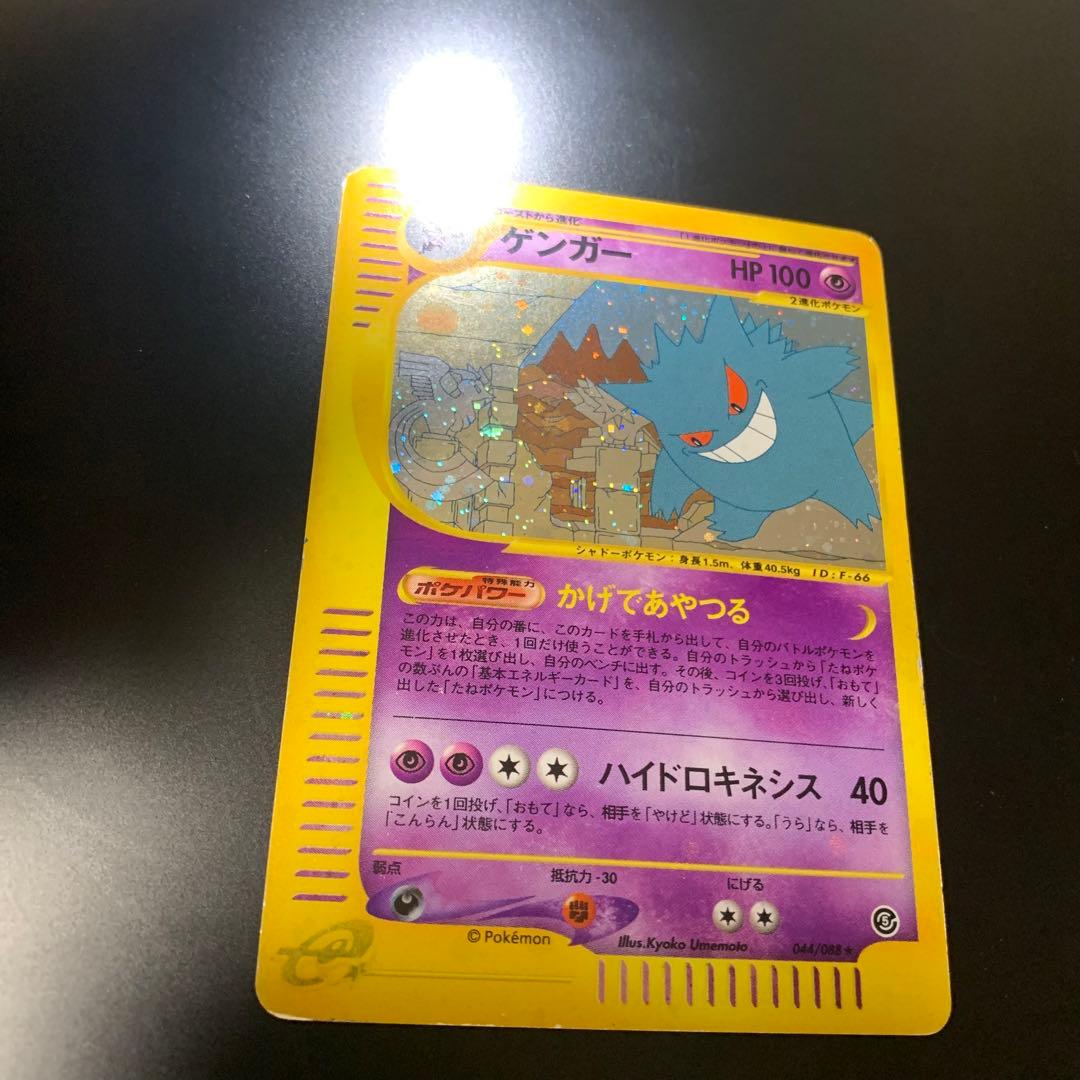 ゴーストから進化
ゲンガー
HP 100
2進化ポケモン
シャドーポケモン：身長1.5m、体重40.5kg ID：F-66
特殊能力
ポケパワー かげであやつる
この力は、自分の番に、このカードを手札から出して、自分のバトルポケモンを
進化させたとき、1回だけ使うことができる。自分のトラッシュから「たねポケ
モン」を1枚選び出し、自分のベンチに出す。その後、コインを3回投げ、「おもて」
の数ぶんの「基本エネルギーカード」を、自分のトラッシュから選び出し、新しく
出した「たねポケモン」につける。
ハイドロキネシス 40
コインを1回投げ、「おもて」なら、相手を「やけど」状態にする。「うら」なら、相手を
「こんらん」状態にする。
弱点 抵抗力 -30 にげる
©Pokémon Illus.Kyoko Umemoto 044/088★
5
e